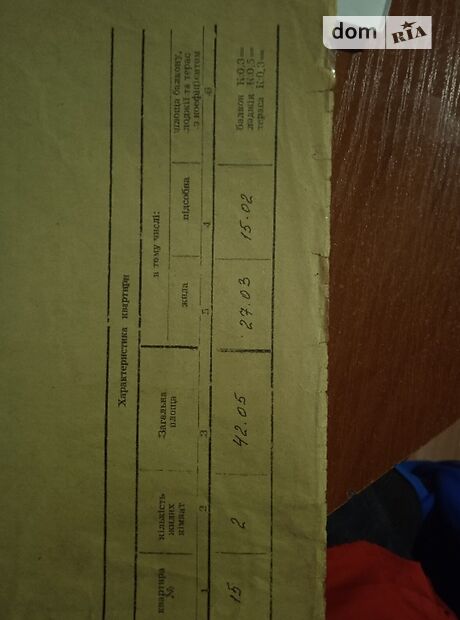 dom RIA
Характеристика квартири
квартира №
кількість жилих кімнат
Загальна площа
в тому числі:
жила
підсобна
площа балкону, лоджії та терас з коефіцієнтом
1 2 3 5 4 6
15 2 42.05 27.03 15.02
балкон К-0,3—
лоджія К-0,5—
тераса К-0,3—